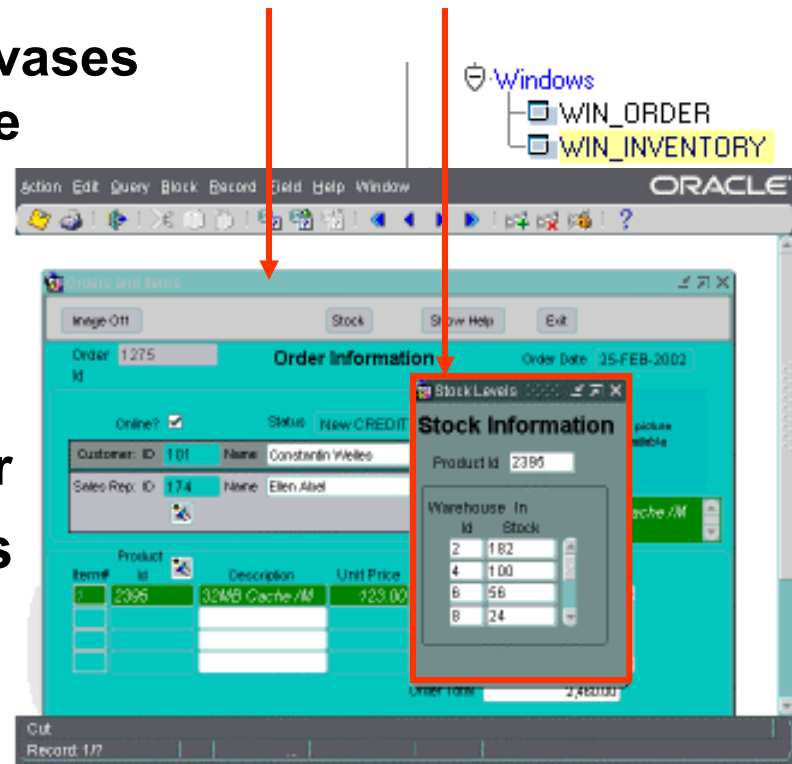 vases
e
Windows
WIN_ORDER
WIN_INVENTORY
Action Edit Query Block Record Field Help Window
ORACLE
?
Orders and Items
Image Off Stock Show Help Exit
Order Id 1275 Order Information Order Date 25-FEB-2002
Online? Status New CREDIT
Customer: ID 101 Name Constantin Welles
Sales Rep: ID 174 Name Ellen Abel
picture
r
s
Stock Levels
Stock Information
Product Id 2395
Warehouse Id In Stock
2 182
4 100
6 56
8 24
ache /M
Item# Product Id Description Unit Price
1 2395 32MB Cache /M 123.00
Order Total 2,460.00
Cut
Record: 1/?
...